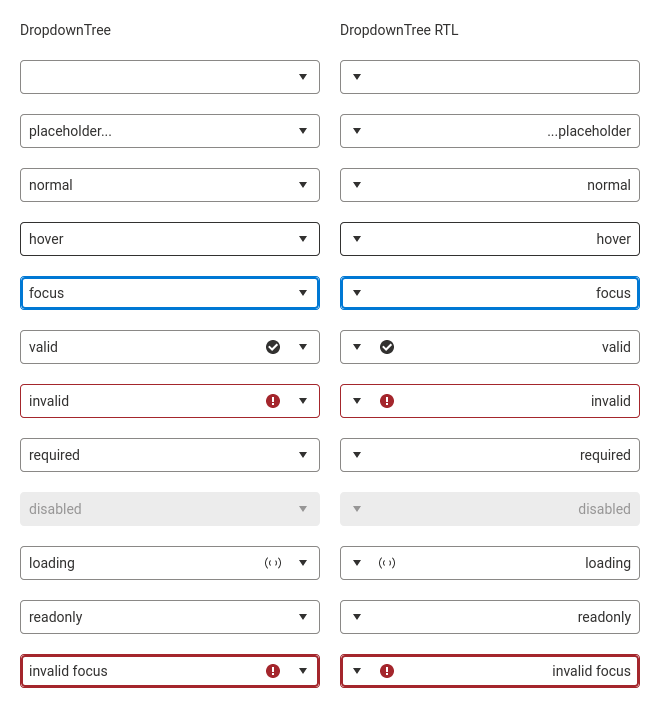 DropdownTree
DropdownTree RTL
placeholder...
...placeholder
normal
normal
hover
hover
focus
focus
valid
valid
invalid
invalid
required
required
disabled
disabled
loading
loading
readonly
readonly
invalid focus
invalid focus